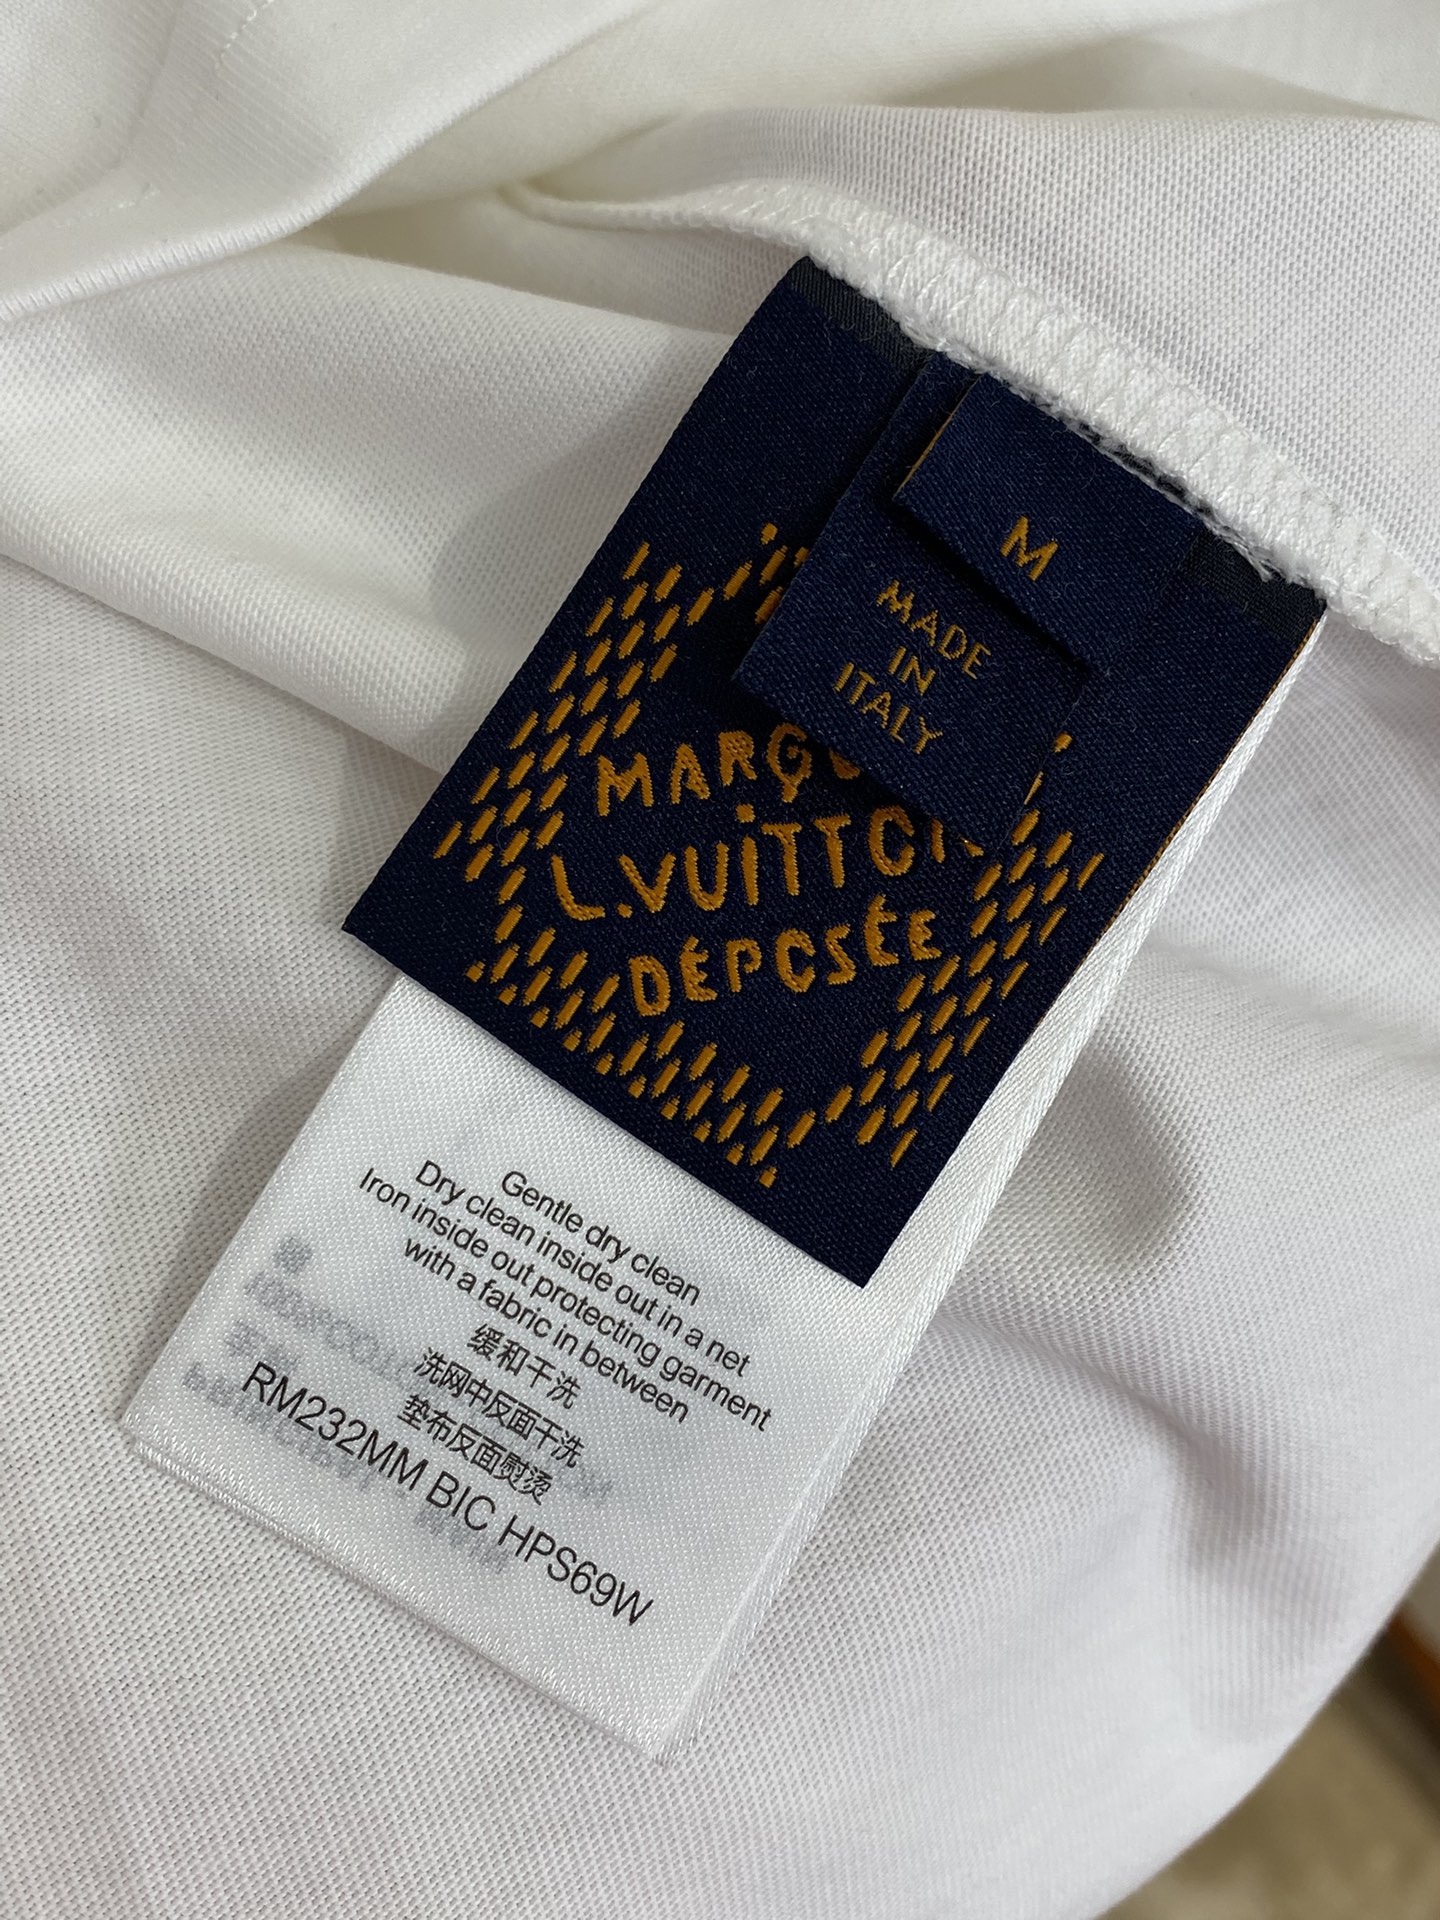 M
MADE
IN
ITALY
L.VUITTON
DÉPOSÉE
Gentle dry clean
Dry clean inside out in a net
Iron inside out protecting garment
with a fabric in between
缓和干洗
洗网中反面干洗
垫布反面熨烫
RM232MM BIC HPS69W